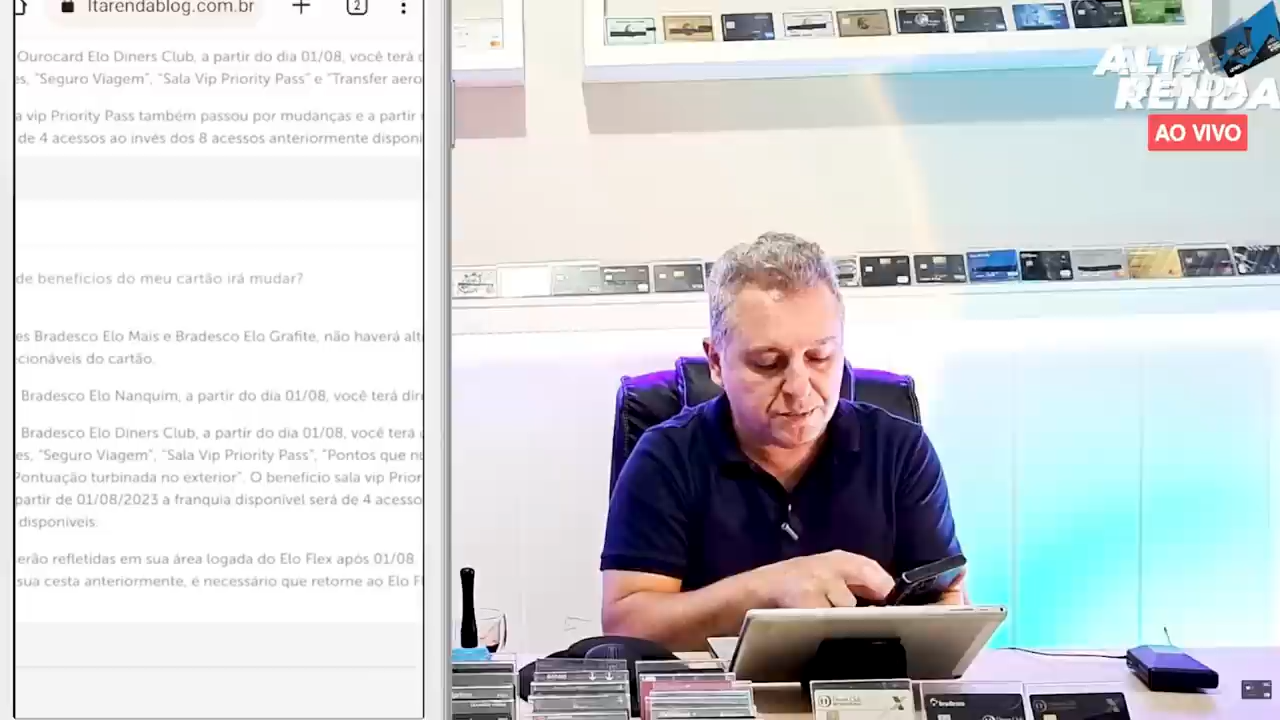 ltarendablog.com.br
2
Ourocard Elo Diners Club, a partir do dia 01/08, você terá
es, "Seguro Viagem", "Sala Vip Priority Pass" e "Transfer aero
a vip Priority Pass também passou por mudanças e a partir
de 4 acessos ao invés dos 8 acessos anteriormente disponí
de benefícios do meu cartão irá mudar?
es Bradesco Elo Mais e Bradesco Elo Grafite, não haverá alt
cionáveis do cartão.
Bradesco Elo Nanquim, a partir do dia 01/08, você terá dir
Bradesco Elo Diners Club, a partir do dia 01/08, você terá
es, "Seguro Viagem", "Sala Vip Priority Pass", "Pontos que nu
Pontuação turbinada no exterior". O benefício sala vip Prior
partir de 01/08/2023 a franquia disponível será de 4 acesso
disponíveis.
erão refletidas em sua área logada do Elo Flex após 01/08.
sua cesta anteriormente, é necessário que retorne ao Elo F
ALTA
RENDA
AO VIVO
bradesco